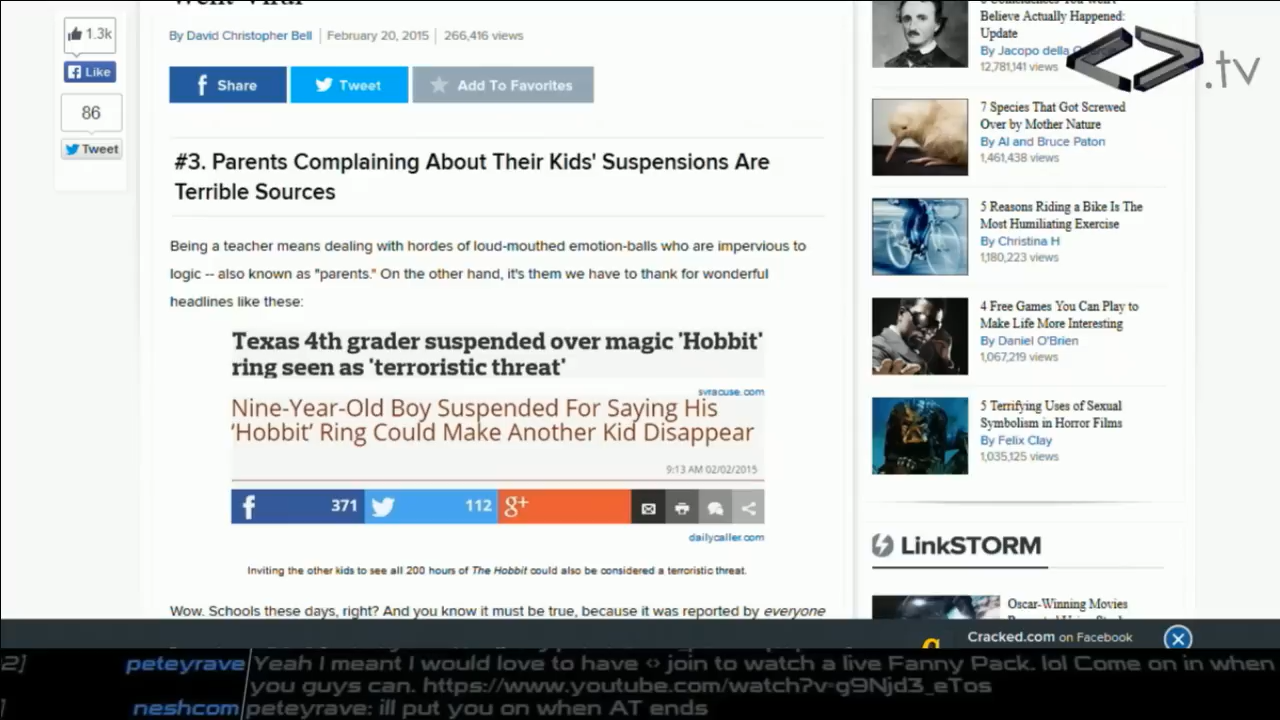 Went Viral
1.3k
By David Christopher Bell | February 20, 2015 | 266,416 views
Like
Share
Tweet
Add To Favorites
86
Tweet
#3. Parents Complaining About Their Kids' Suspensions Are
Terrible Sources
Being a teacher means dealing with hordes of loud-mouthed emotion-balls who are impervious to
logic -- also known as "parents." On the other hand, it's them we have to thank for wonderful
headlines like these:
Texas 4th grader suspended over magic 'Hobbit'
ring seen as 'terroristic threat'
syracuse.com
Nine-Year-Old Boy Suspended For Saying His
‘Hobbit’ Ring Could Make Another Kid Disappear
9:13 AM 02/02/2015
371
112
g+
dailycaller.com
Inviting the other kids to see all 200 hours of The Hobbit could also be considered a terroristic threat.
Wow. Schools these days, right? And you know it must be true, because it was reported by everyone
Believe Actually Happened:
Update
By Jacopo della
12,781,141 views
.tv
7 Species That Got Screwed
Over by Mother Nature
By Al and Bruce Paton
1,461,438 views
5 Reasons Riding a Bike Is The
Most Humiliating Exercise
By Christina H
1,180,223 views
4 Free Games You Can Play to
Make Life More Interesting
By Daniel O'Brien
1,067,219 views
5 Terrifying Uses of Sexual
Symbolism in Horror Films
By Felix Clay
1,035,125 views
LinkSTORM
Oscar-Winning Movies
Cracked.com on Facebook
2] peteyrave Yeah I meant I would love to have <> join to watch a live Fanny Pack. lol Come on in when
you guys can. https://www.youtube.com/watch?v=g9Njd3_eTos
] neshcom peteyrave: ill put you on when AT ends